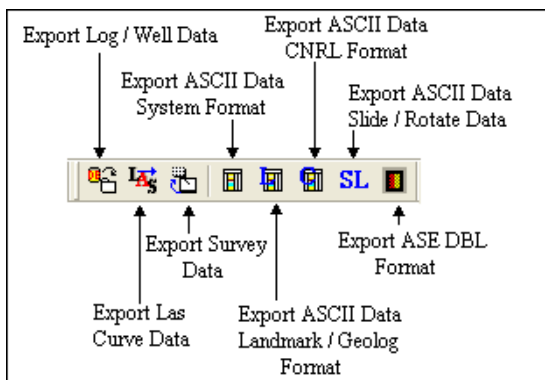 Export ASCII Data
CNRL Format
Export Log / Well Data
Export ASCII Data
System Format
Export ASCII Data
Slide / Rotate Data
LAS
L
C
SL
Export Survey
Data
Export ASE DBL
Format
Export Las
Curve Data
Export ASCII Data
Landmark / Geolog
Format